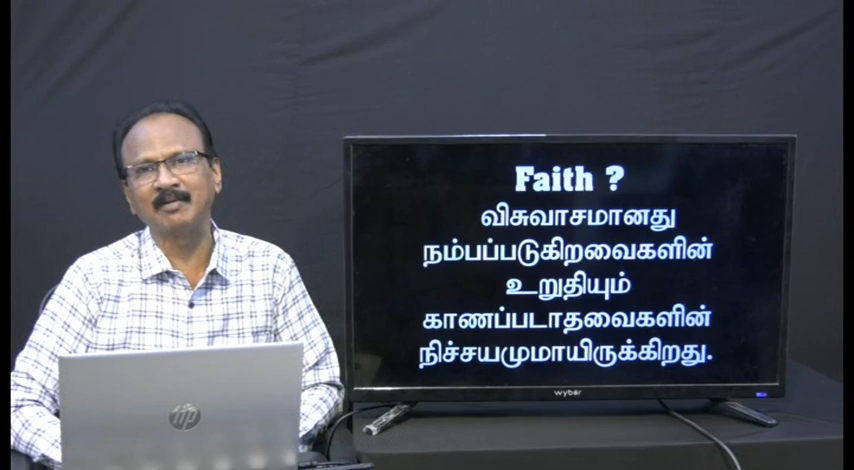 Faith ?
விசுவாசமானது
நம்பப்படுகிறவைகளின்
உறுதியும்
காணப்படாதவைகளின்
நிச்சயமுமாயிருக்கிறது.
wybor
hp